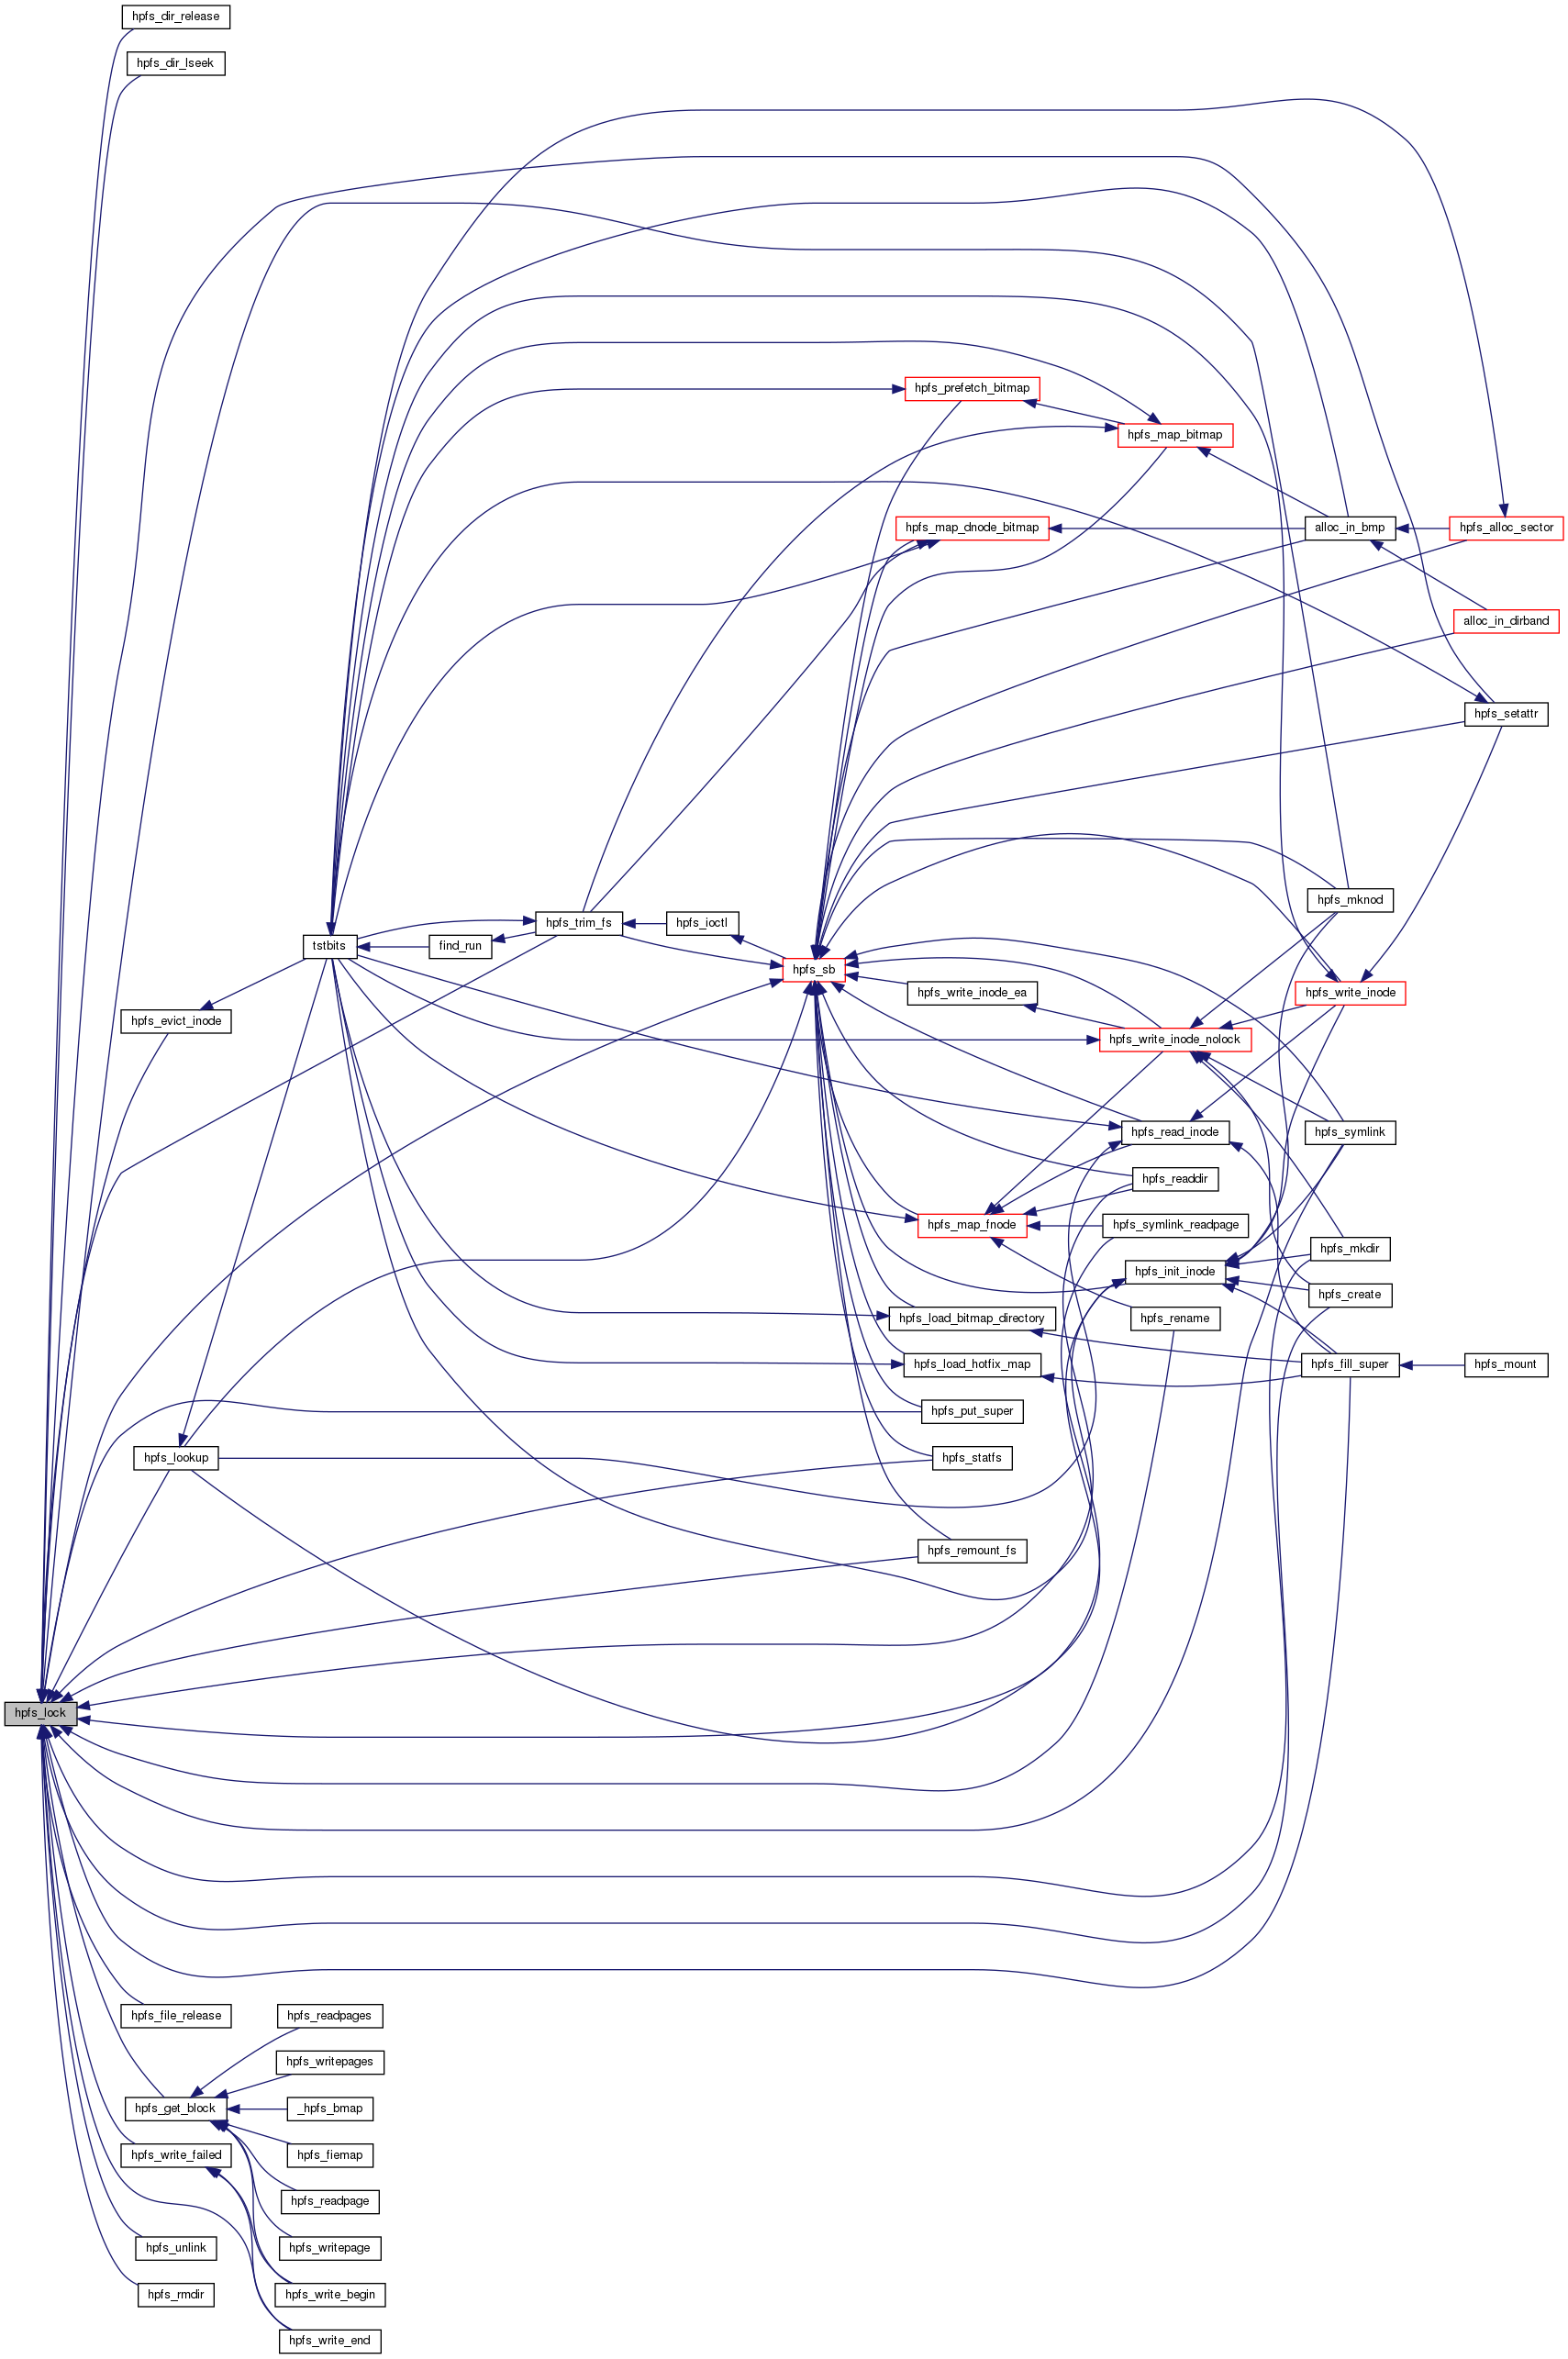 hpfs_dir_release
hpfs_dir_lseek
hpfs_prefetch_bitmap
hpfs_map_bitmap
hpfs_map_dnode_bitmap
alloc_in_bmp
hpfs_alloc_sector
alloc_in_dirband
hpfs_setattr
hpfs_mknod
hpfs_trim_fs
hpfs_ioctl
tstbits
find_run
hpfs_sb
hpfs_write_inode_ea
hpfs_write_inode
hpfs_evict_inode
hpfs_write_inode_nolock
hpfs_read_inode
hpfs_symlink
hpfs_readdir
hpfs_map_fnode
hpfs_symlink_readpage
hpfs_mkdir
hpfs_init_inode
hpfs_create
hpfs_load_bitmap_directory
hpfs_rename
hpfs_load_hotfix_map
hpfs_fill_super
hpfs_mount
hpfs_put_super
hpfs_lookup
hpfs_statfs
hpfs_remount_fs
hpfs_lock
hpfs_file_release
hpfs_readpages
hpfs_writepages
hpfs_get_block
_hpfs_bmap
hpfs_write_failed
hpfs_fiemap
hpfs_readpage
hpfs_unlink
hpfs_writepage
hpfs_rmdir
hpfs_write_begin
hpfs_write_end